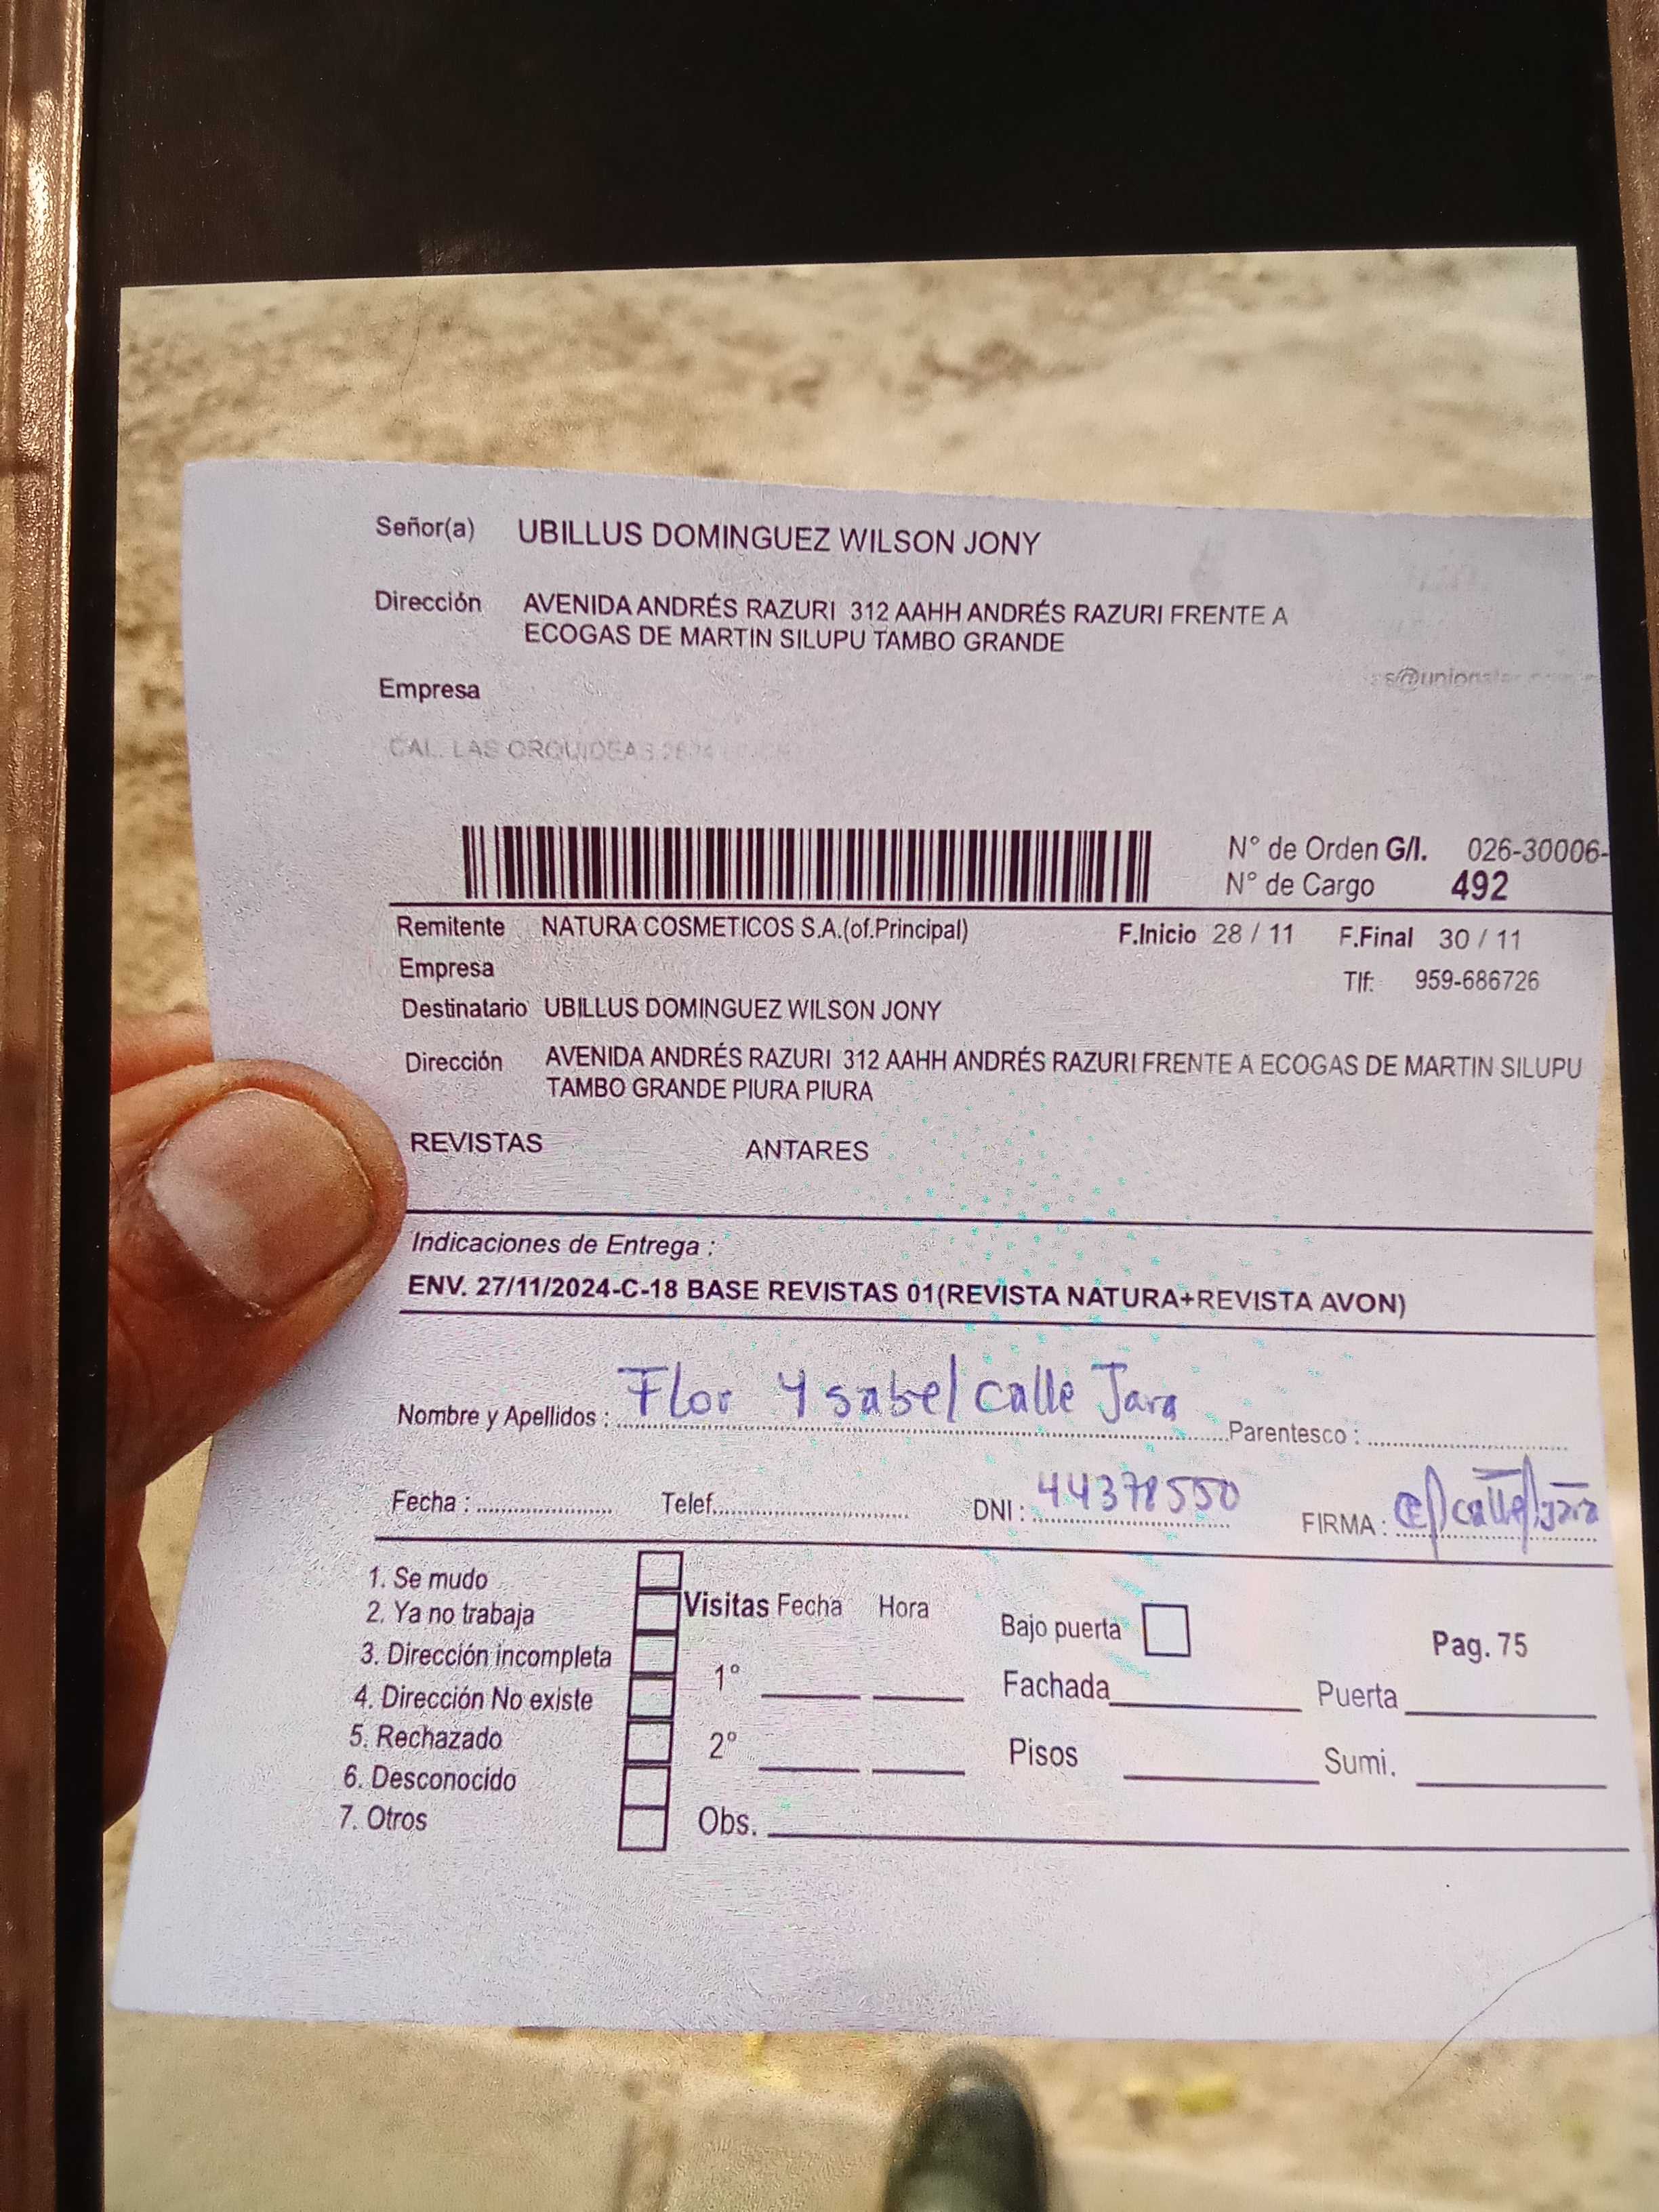 Señor(a) UBILLUS DOMINGUEZ WILSON JONY
Dirección AVENIDA ANDRÉS RAZURI 312 AAHH ANDRÉS RAZURI FRENTE A
ECOGAS DE MARTIN SILUPU TAMBO GRANDE
Empresa
CAL. LAS ORQUIDEAS
N° de Orden G/I. 026-30006-
N° de Cargo 492
Remitente NATURA COSMETICOS S.A.(of.Principal) F.Inicio 28 / 11 F.Final 30 / 11
Empresa Tlf: 959-686726
Destinatario UBILLUS DOMINGUEZ WILSON JONY
Dirección AVENIDA ANDRÉS RAZURI 312 AAHH ANDRÉS RAZURI FRENTE A ECOGAS DE MARTIN SILUPU
TAMBO GRANDE PIURA PIURA
REVISTAS ANTARES
Indicaciones de Entrega :
ENV. 27/11/2024-C-18 BASE REVISTAS 01(REVISTA NATURA+REVISTA AVON)
Nombre y Apellidos : Flor Ysabel Calle Jara Parentesco :
Fecha : Telef. DNI : 44378550 FIRMA : calle jara
1. Se mudo
2. Ya no trabaja
3. Dirección incompleta
4. Dirección No existe
5. Rechazado
6. Desconocido
7. Otros
Visitas Fecha Hora
1°
2°
Obs.
Bajo puerta Pag. 75
Fachada Puerta
Pisos Sumi.